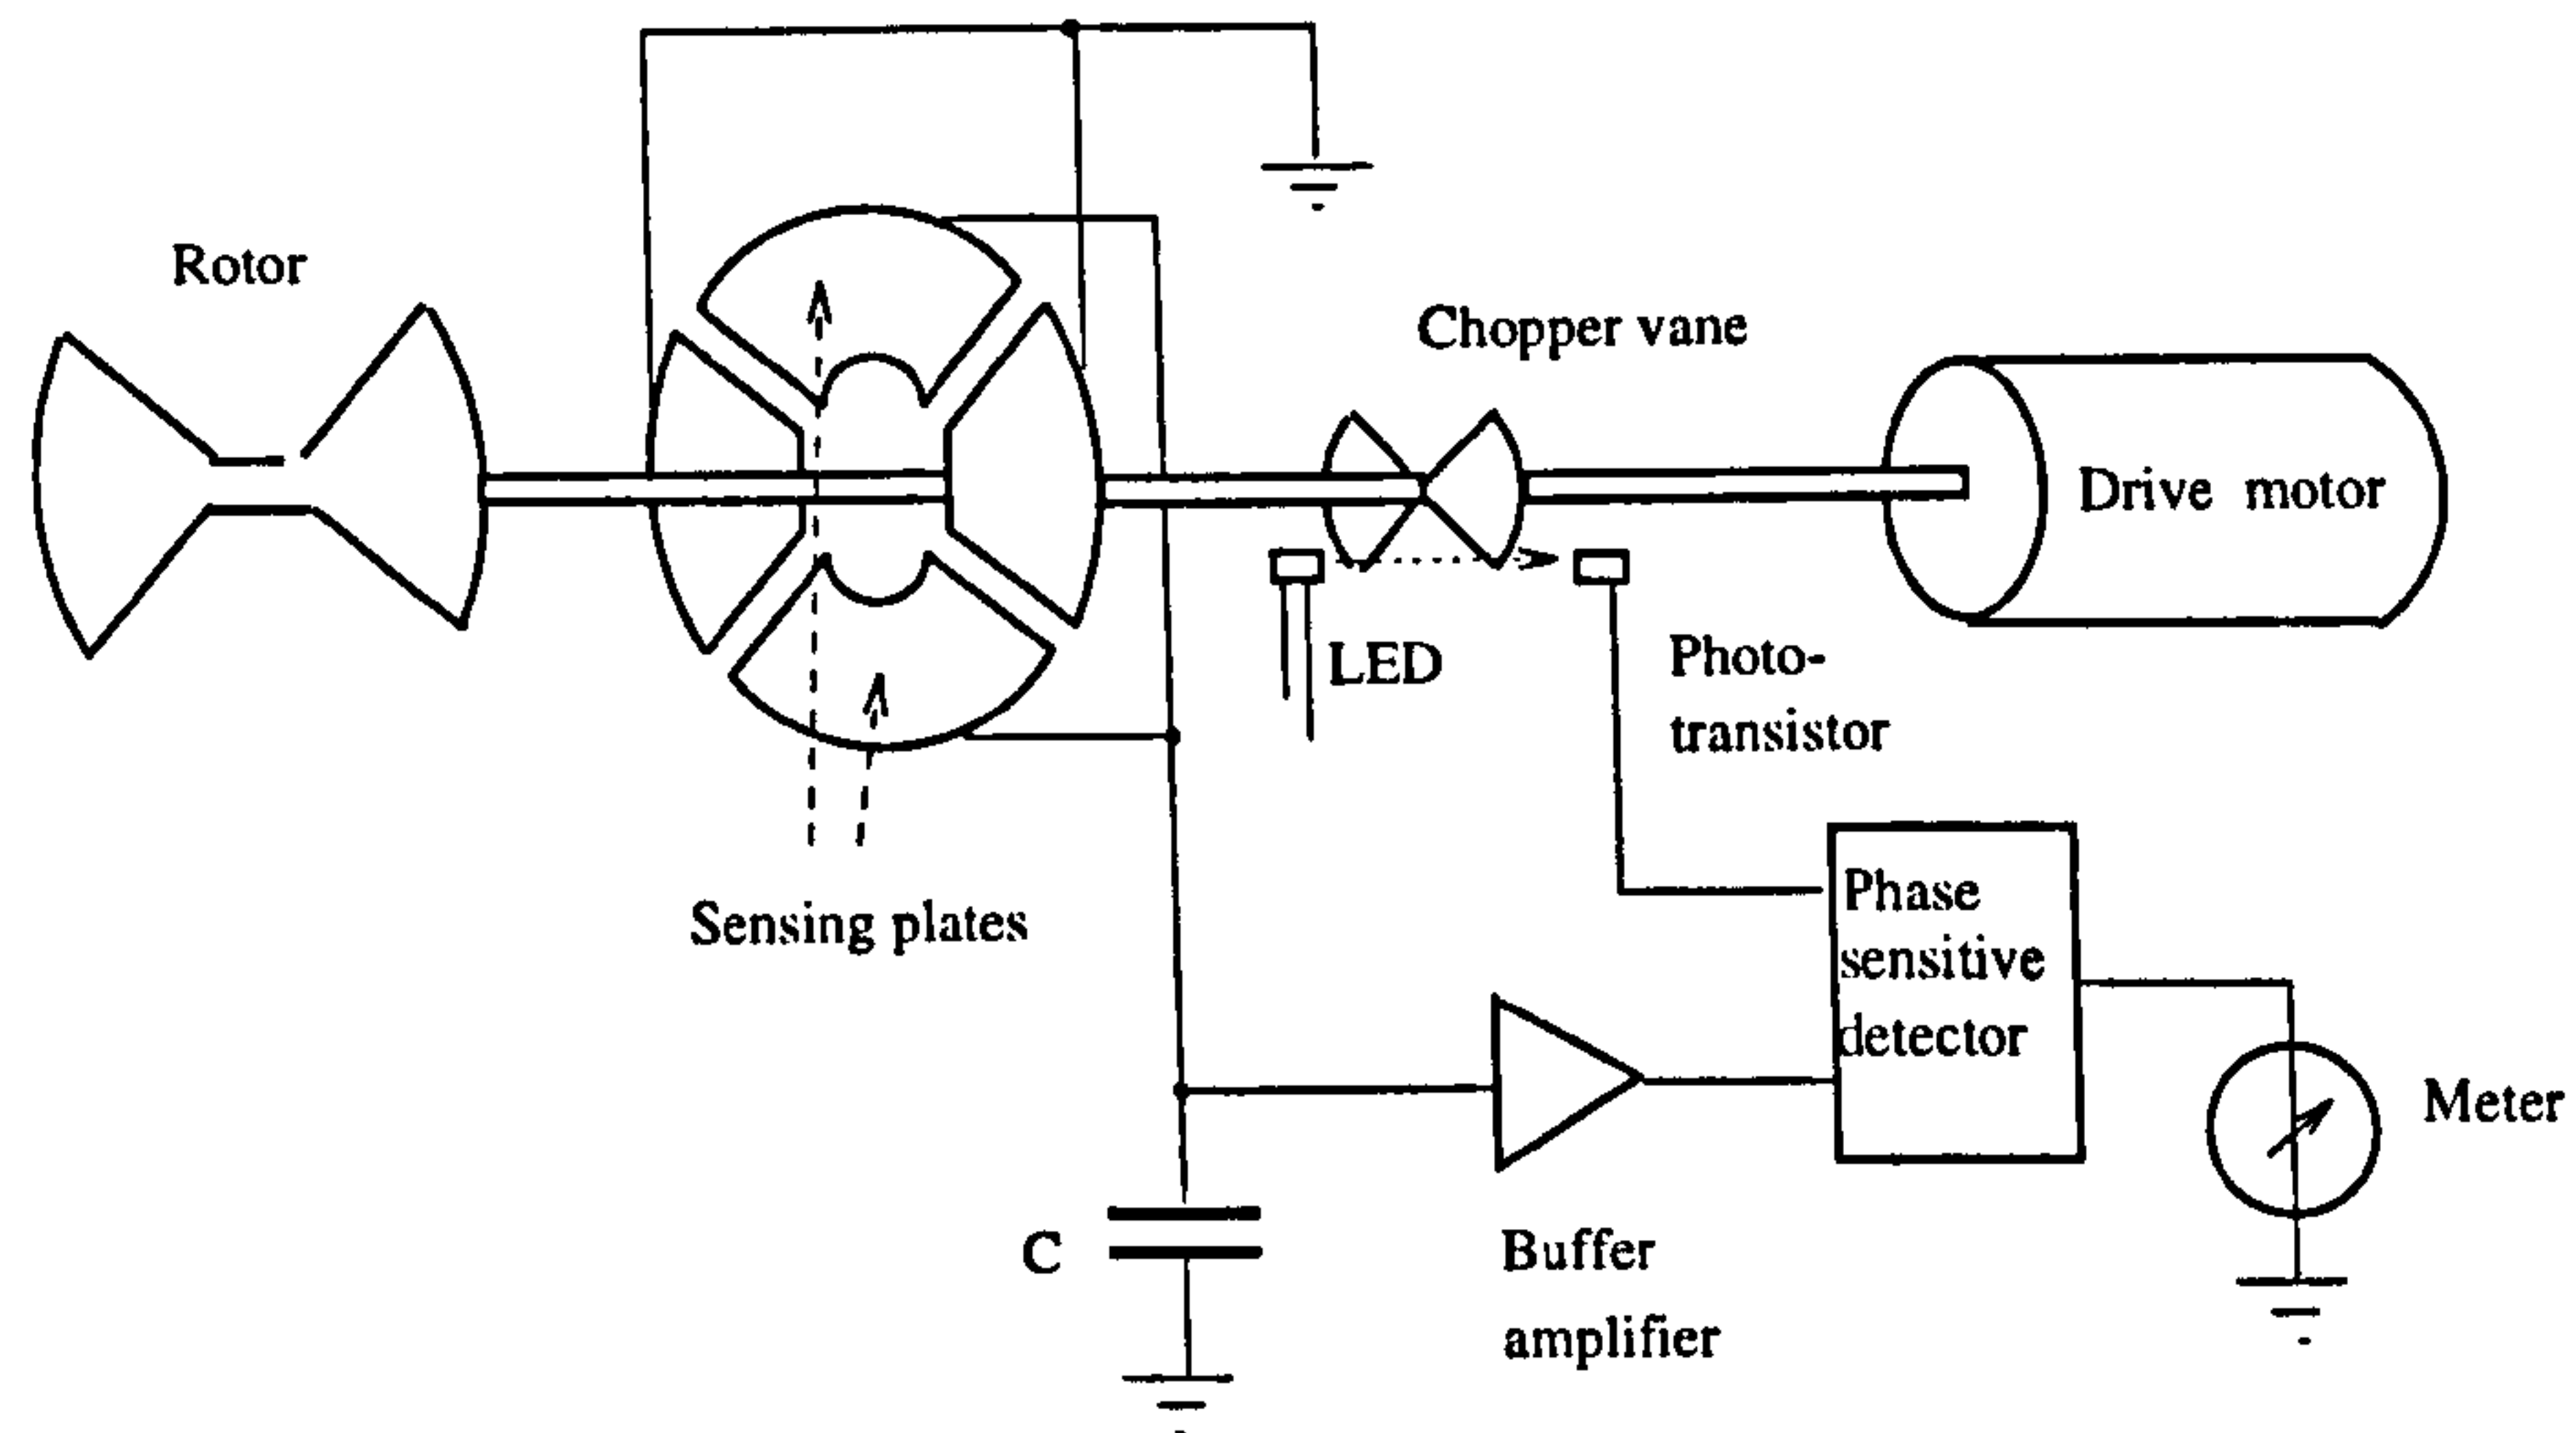 Rotor
Chopper vane
Drive motor
LED
Photo-
transistor
Sensing plates
Phase
sensitive
detector
Meter
C
Buffer
amplifier